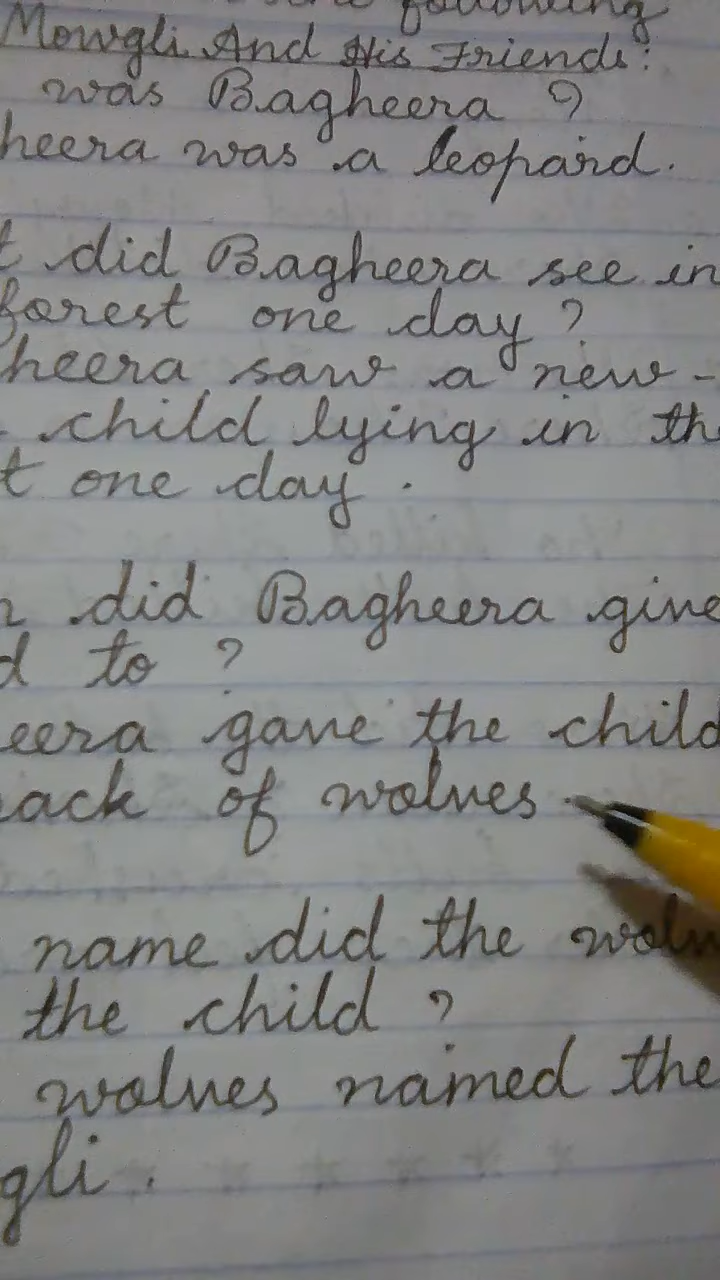 following
Mowgli And His Friends:
was Bagheera ?
heera was a leopard.
t did Bagheera see in
forest one day ?
heera saw a new-
child lying in the
t one day.
did Bagheera give
d to ?
eera gave the child
ack of wolves.
name did the wolv
the child ?
wolves named the
gli.